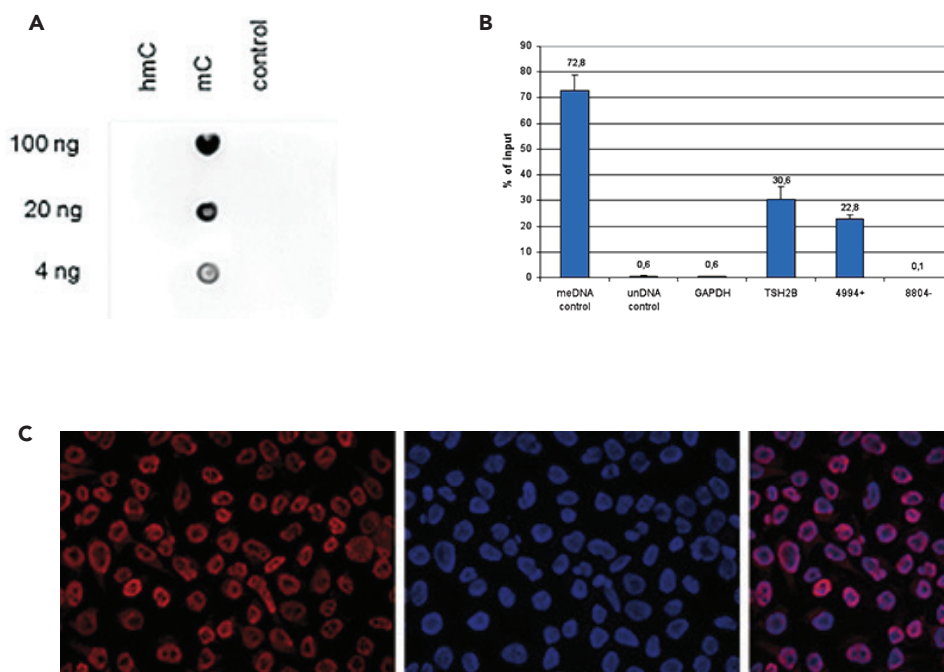 A
hmC
mC
control
100 ng
20 ng
4 ng
B
90
80
70
60
50
40
30
20
10
0
% of input
72,8
0,6
0,6
30,6
22,8
0,1
meDNA control
unDNA control
GAPDH
TSH2B
4994+
8804-
C